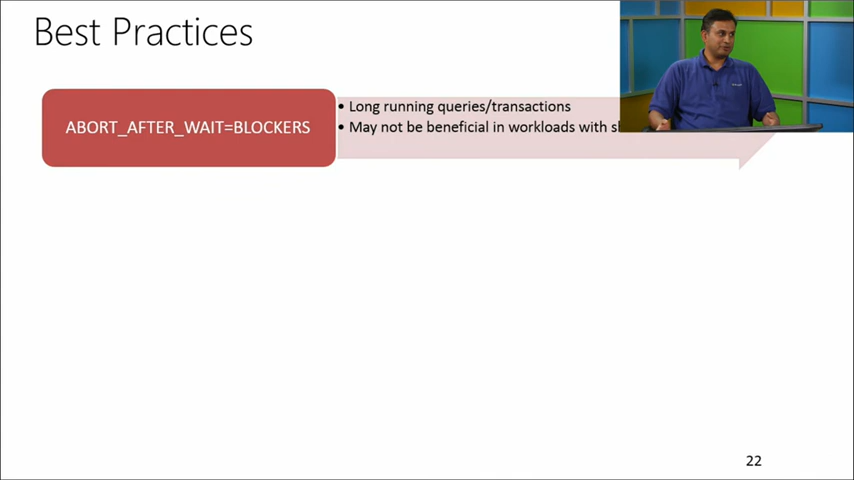 Best Practices
ABORT_AFTER_WAIT=BLOCKERS
• Long running queries/transactions
• May not be beneficial in workloads with
22